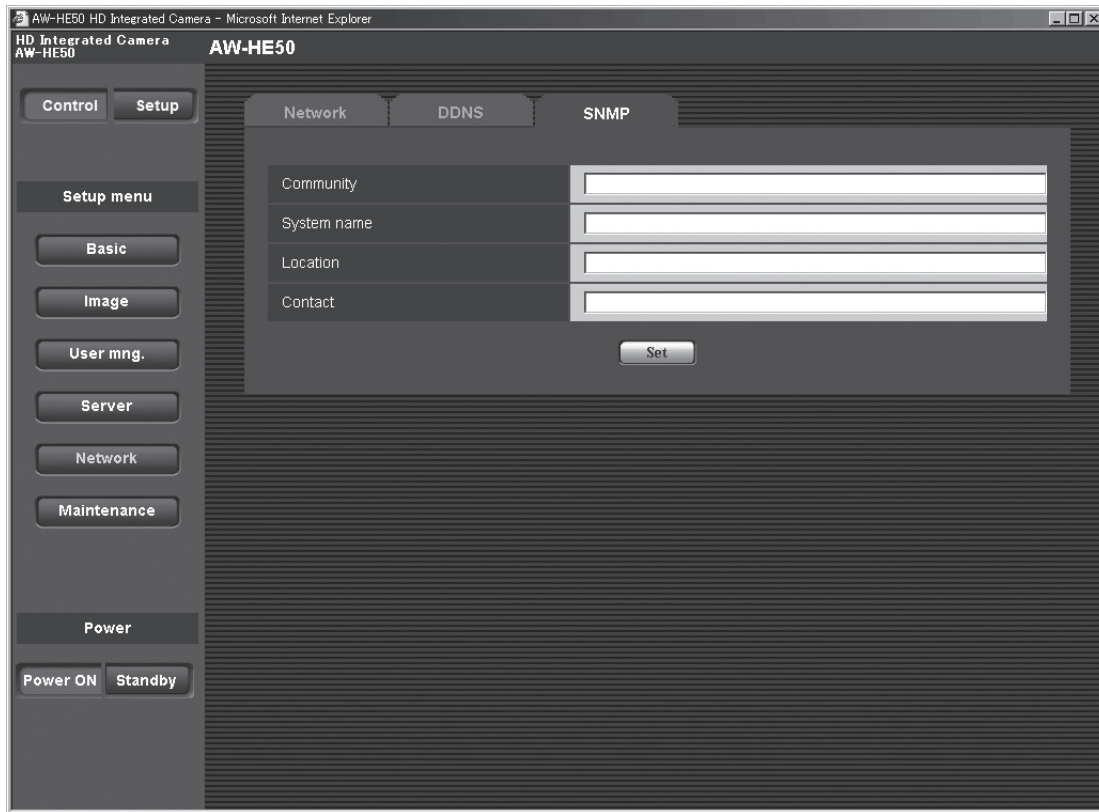 AW-HE50 HD Integrated Camera - Microsoft Internet Explorer
HD Integrated Camera
AW-HE50
AW-HE50
Control Setup
Network DDNS SNMP
Setup menu
Basic
Image
User mng.
Server
Network
Maintenance
Community
System name
Location
Contact
Set
Power
Power ON Standby